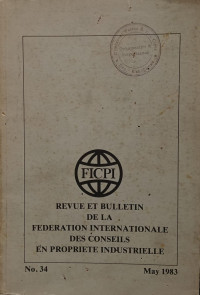 FICPI
REVUE ET BULLETIN
DE LA
FEDERATION INTERNATIONALE
DES CONSEILS
EN PROPRIETE INDUSTRIELLE
No. 34 May 1983